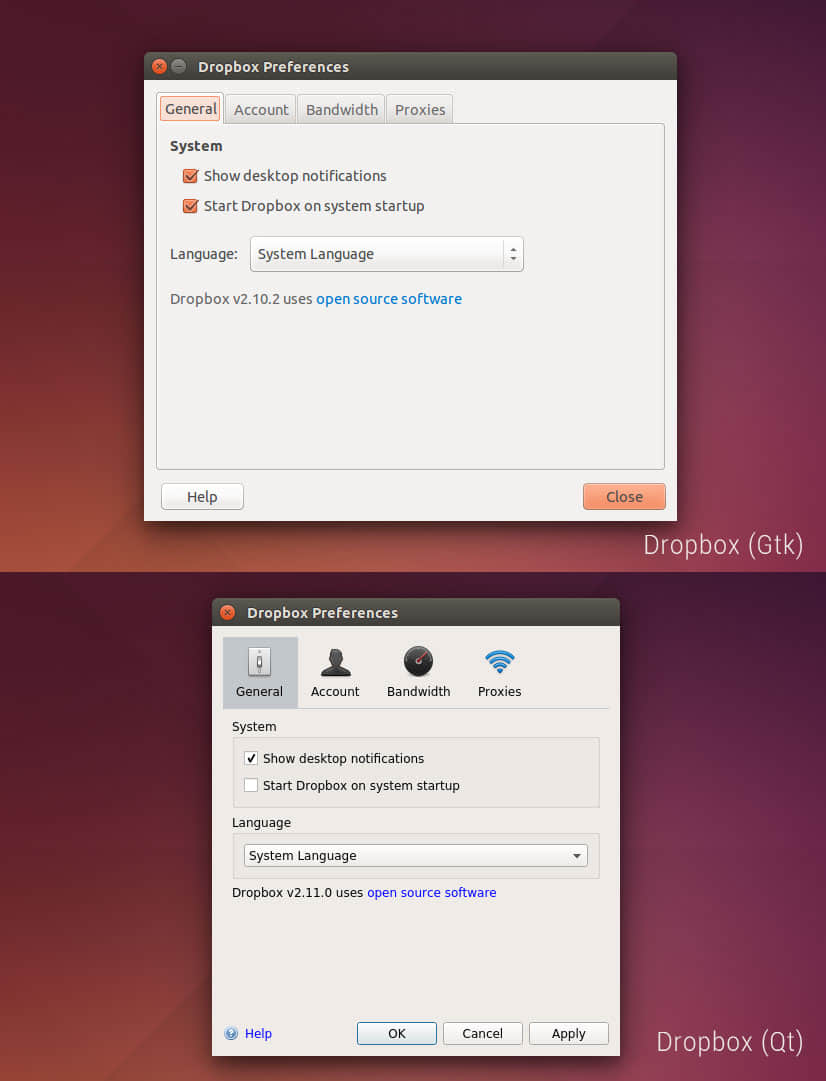 Dropbox Preferences
General Account Bandwidth Proxies
System
Show desktop notifications
Start Dropbox on system startup
Language: System Language
Dropbox v2.10.2 uses open source software
Help Close
Dropbox (Gtk)
Dropbox Preferences
General Account Bandwidth Proxies
System
Show desktop notifications
Start Dropbox on system startup
Language
System Language
Dropbox v2.11.0 uses open source software
Help OK Cancel Apply
Dropbox (Qt)